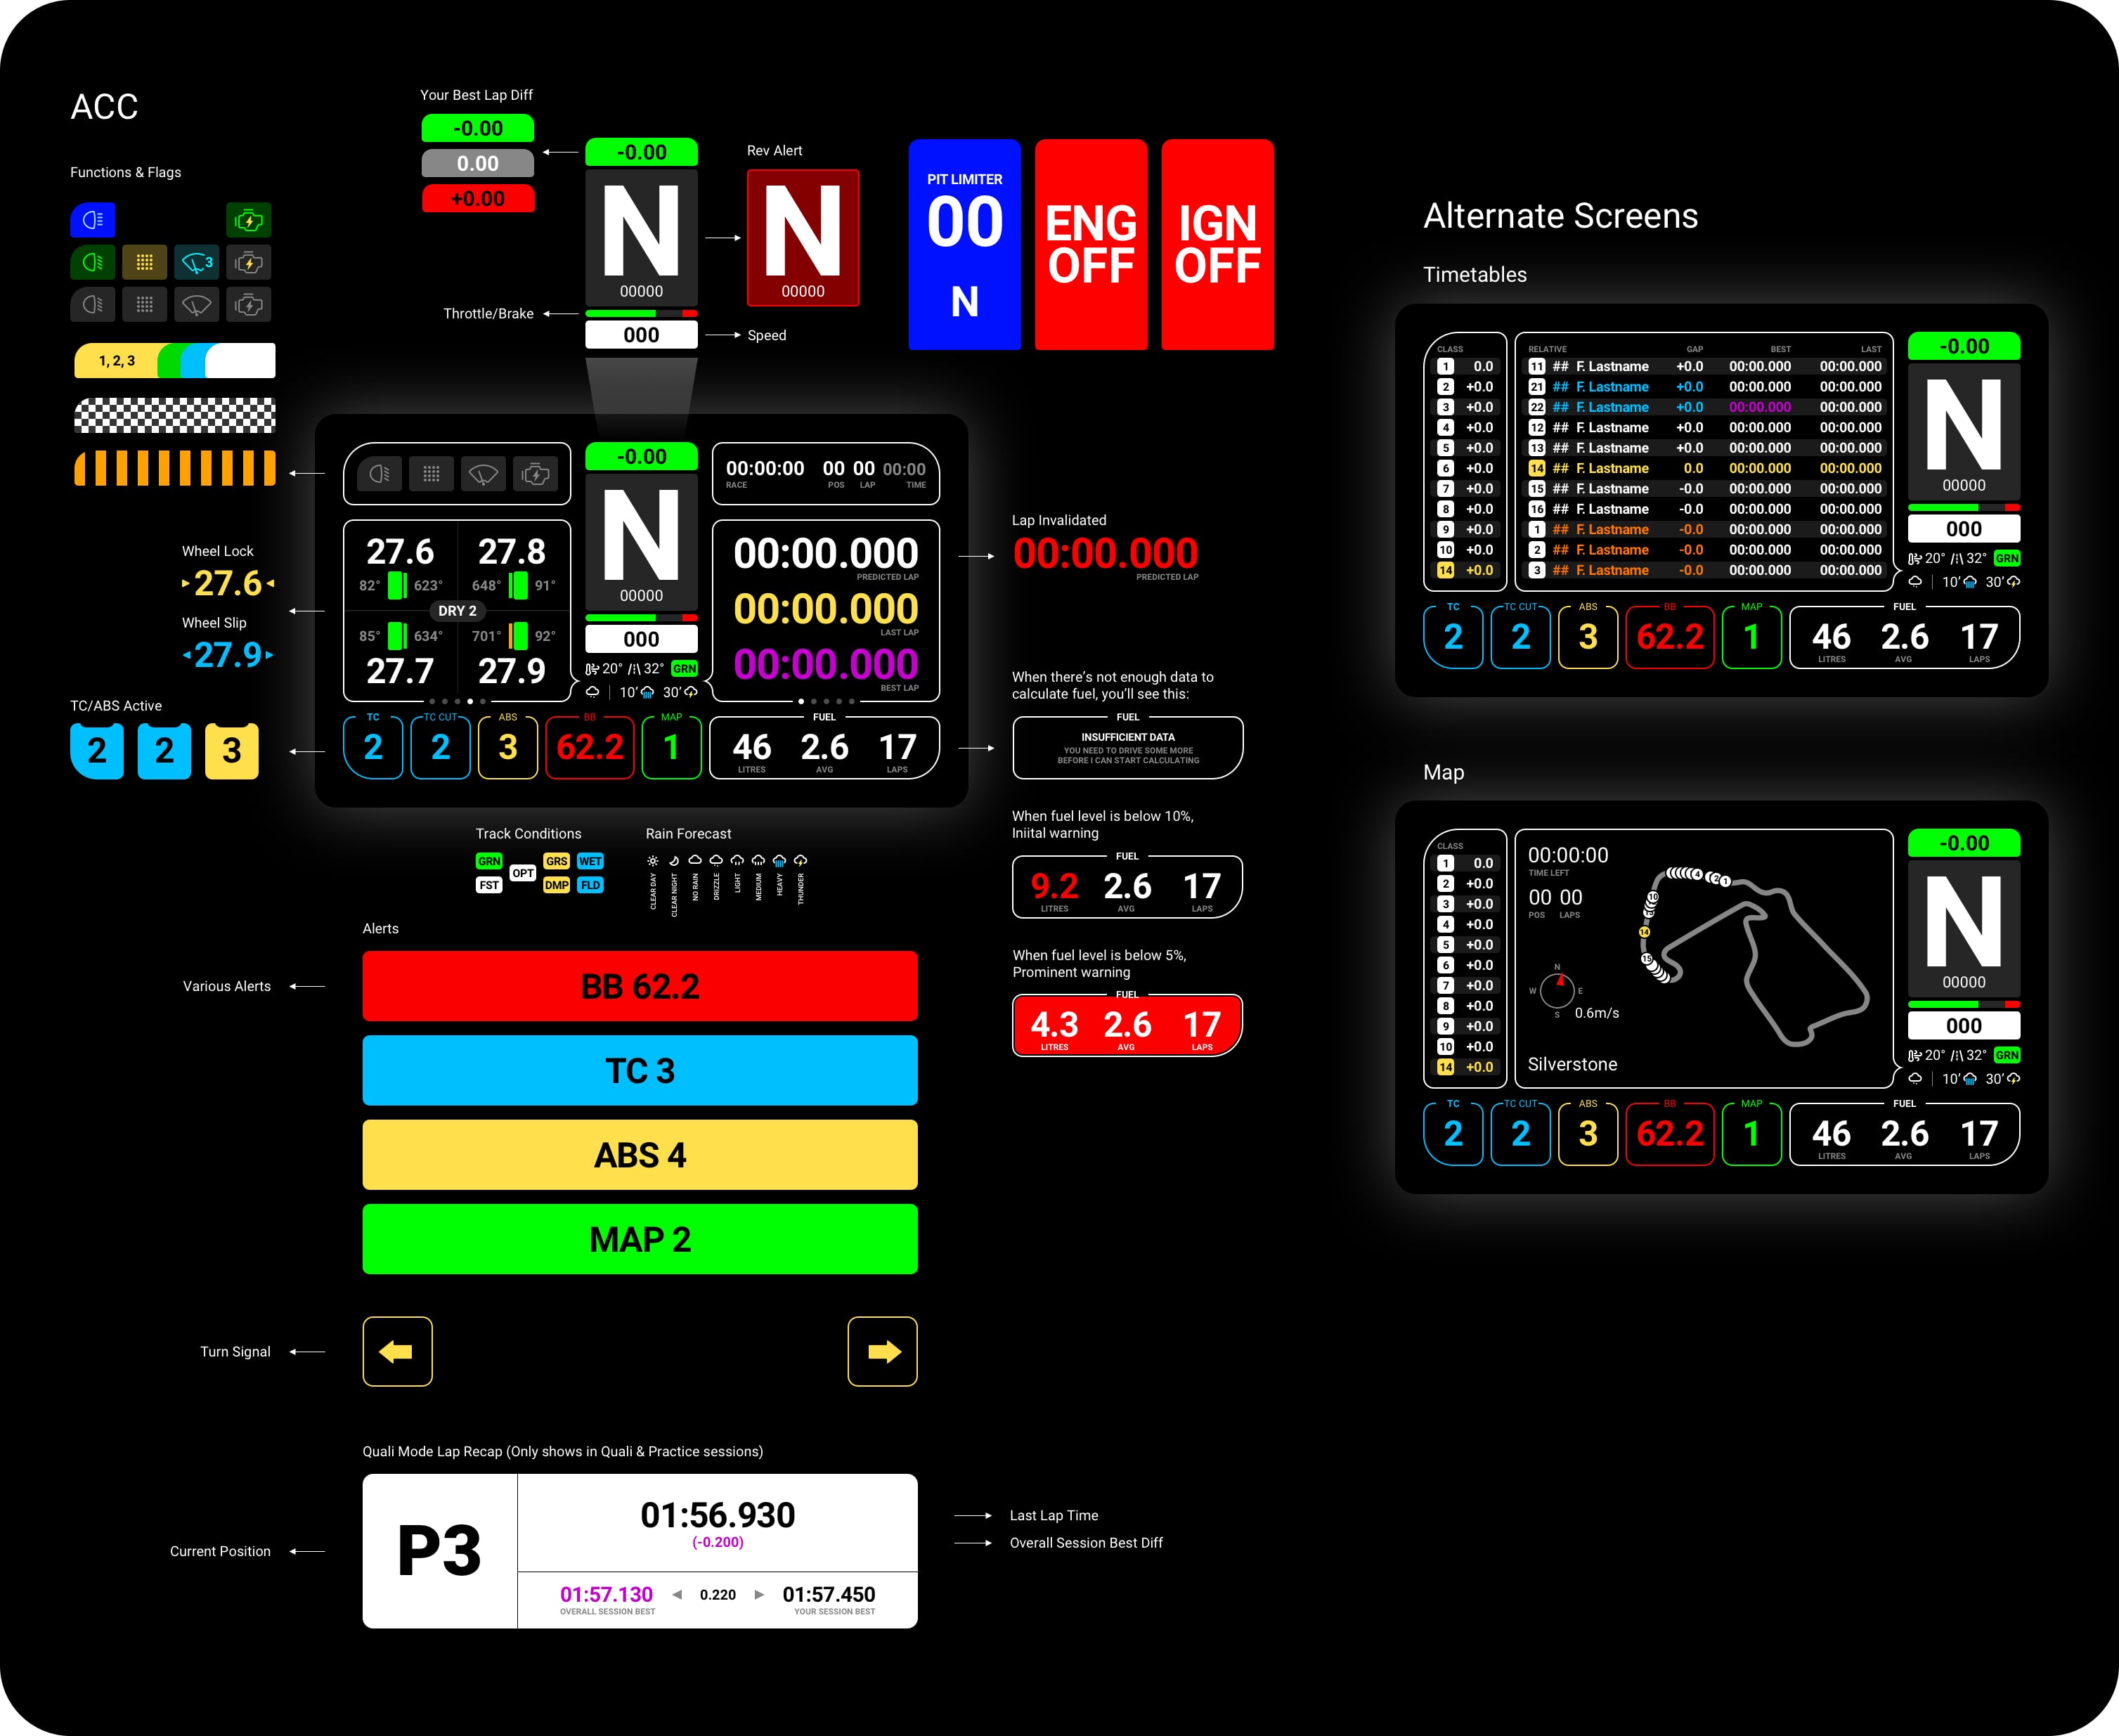 ACC
Functions & Flags
3
1, 2, 3
Wheel Lock
27.6
Wheel Slip
27.9
TC/ABS Active
2 2 3
Your Best Lap Diff
-0.00
0.00
+0.00
-0.00
N
00000
000
Throttle/Brake
Speed
Rev Alert
N
00000
PIT LIMITER
00
N
ENG
OFF
IGN
OFF
-0.00
N
00000
000
20° 32° GRN
10' 30'
00:00:00 00 00 00:00
RACE POS LAP TIME
27.6 27.8
82° 623° 648° 91°
DRY 2
85° 634° 701° 92°
27.7 27.9
00:00.000
PREDICTED LAP
00:00.000
LAST LAP
00:00.000
BEST LAP
TC TC CUT ABS BB MAP FUEL
2 2 3 62.2 1 46 2.6 17
LITRES AVG LAPS
Lap Invalidated
00:00.000
PREDICTED LAP
When there's not enough data to
calculate fuel, you'll see this:
FUEL
INSUFFICIENT DATA
YOU NEED TO DRIVE SOME MORE
BEFORE I CAN START CALCULATING
When fuel level is below 10%,
Iniital warning
FUEL
9.2 2.6 17
LITRES AVG LAPS
When fuel level is below 5%,
Prominent warning
FUEL
4.3 2.6 17
LITRES AVG LAPS
Track Conditions
GRN GRS WET
OPT
FST DMP FLD
Rain Forecast
CLEAR DAY
CLEAR NIGHT
NO RAIN
DRIZZLE
LIGHT
MEDIUM
HEAVY
THUNDER
Alerts
Various Alerts
BB 62.2
TC 3
ABS 4
MAP 2
Turn Signal
Quali Mode Lap Recap (Only shows in Quali & Practice sessions)
Current Position
P3
01:56.930
(-0.200)
01:57.130 0.220 01:57.450
OVERALL SESSION BEST YOUR SESSION BEST
Last Lap Time
Overall Session Best Diff
Alternate Screens
Timetables
CLASS
1 0.0
2 +0.0
3 +0.0
4 +0.0
5 +0.0
6 +0.0
7 +0.0
8 +0.0
9 +0.0
10 +0.0
14 +0.0
RELATIVE GAP BEST LAST
11 ## F. Lastname +0.0 00:00.000 00:00.000
21 ## F. Lastname +0.0 00:00.000 00:00.000
22 ## F. Lastname +0.0 00:00.000 00:00.000
12 ## F. Lastname +0.0 00:00.000 00:00.000
13 ## F. Lastname +0.0 00:00.000 00:00.000
14 ## F. Lastname 0.0 00:00.000 00:00.000
15 ## F. Lastname -0.0 00:00.000 00:00.000
16 ## F. Lastname -0.0 00:00.000 00:00.000
1 ## F. Lastname -0.0 00:00.000 00:00.000
2 ## F. Lastname -0.0 00:00.000 00:00.000
3 ## F. Lastname -0.0 00:00.000 00:00.000
-0.00
N
00000
000
20° 32° GRN
10' 30'
TC TC CUT ABS BB MAP FUEL
2 2 3 62.2 1 46 2.6 17
LITRES AVG LAPS
Map
CLASS
1 0.0
2 +0.0
3 +0.0
4 +0.0
5 +0.0
6 +0.0
7 +0.0
8 +0.0
9 +0.0
10 +0.0
14 +0.0
00:00:00
TIME LEFT
00 00
POS LAPS
4 2 1
10
14
15
N
W E
S
0.6m/s
Silverstone
-0.00
N
00000
000
20° 32° GRN
10' 30'
TC TC CUT ABS BB MAP FUEL
2 2 3 62.2 1 46 2.6 17
LITRES AVG LAPS